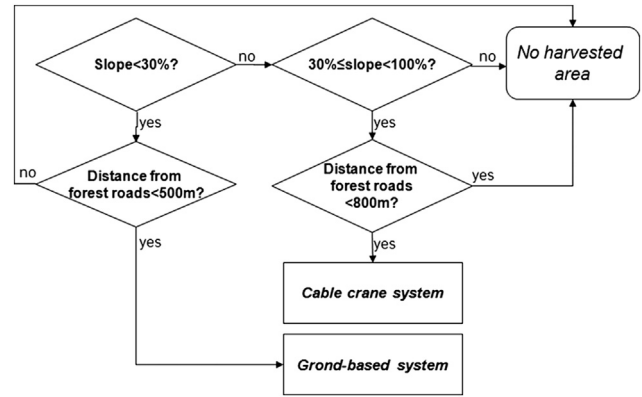 Slope<30%?
no
30%≤slope<100%?
no
No harvested
area
yes
yes
no
Distance from
forest roads<500m?
Distance from
forest roads
<800m?
yes
yes
yes
Cable crane system
Grond-based system